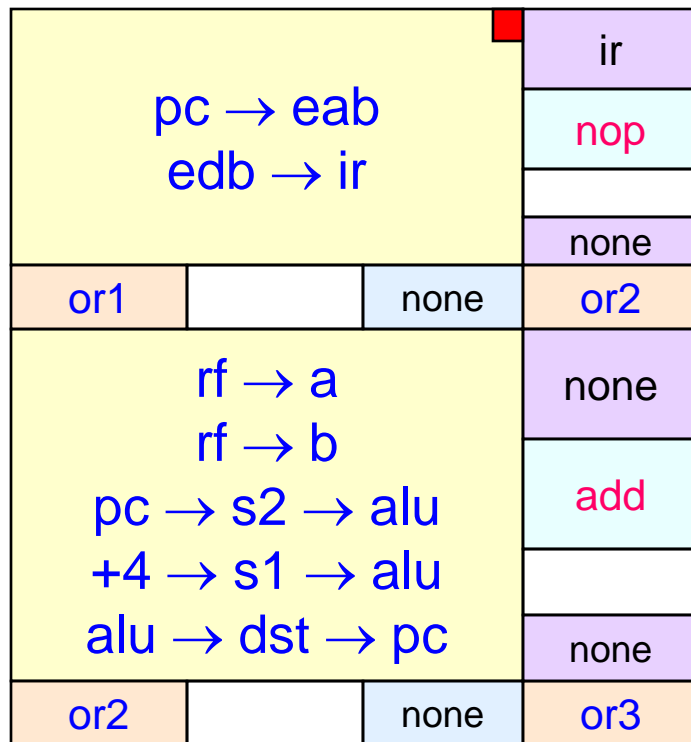 pc → eab
edb → ir
ir
nop
none
or1
none
or2
rf → a
rf → b
pc → s2 → alu
+4 → s1 → alu
alu → dst → pc
none
add
none
or2
none
or3